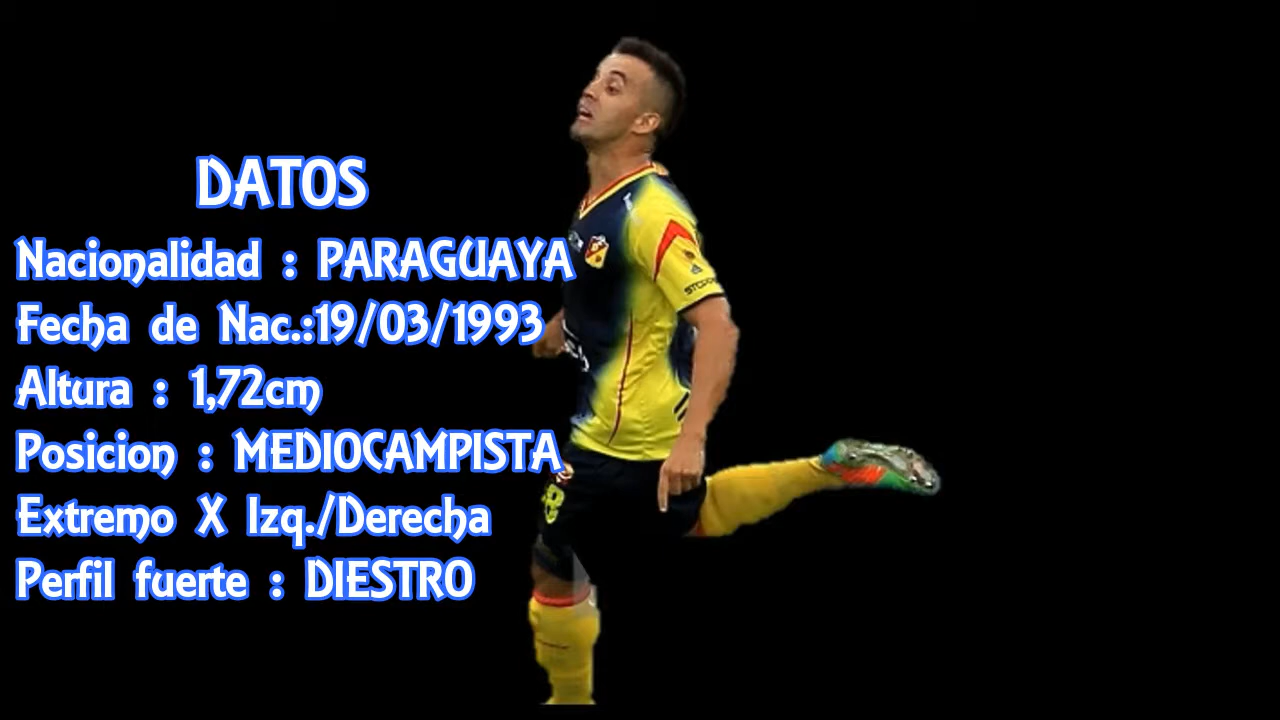 DATOS
Nacionalidad : PARAGUAYA
Fecha de Nac.:19/03/1993
Altura : 1,72cm
Posicion : MEDIOCAMPISTA
Extremo X Izq./Derecha
Perfil fuerte : DIESTRO